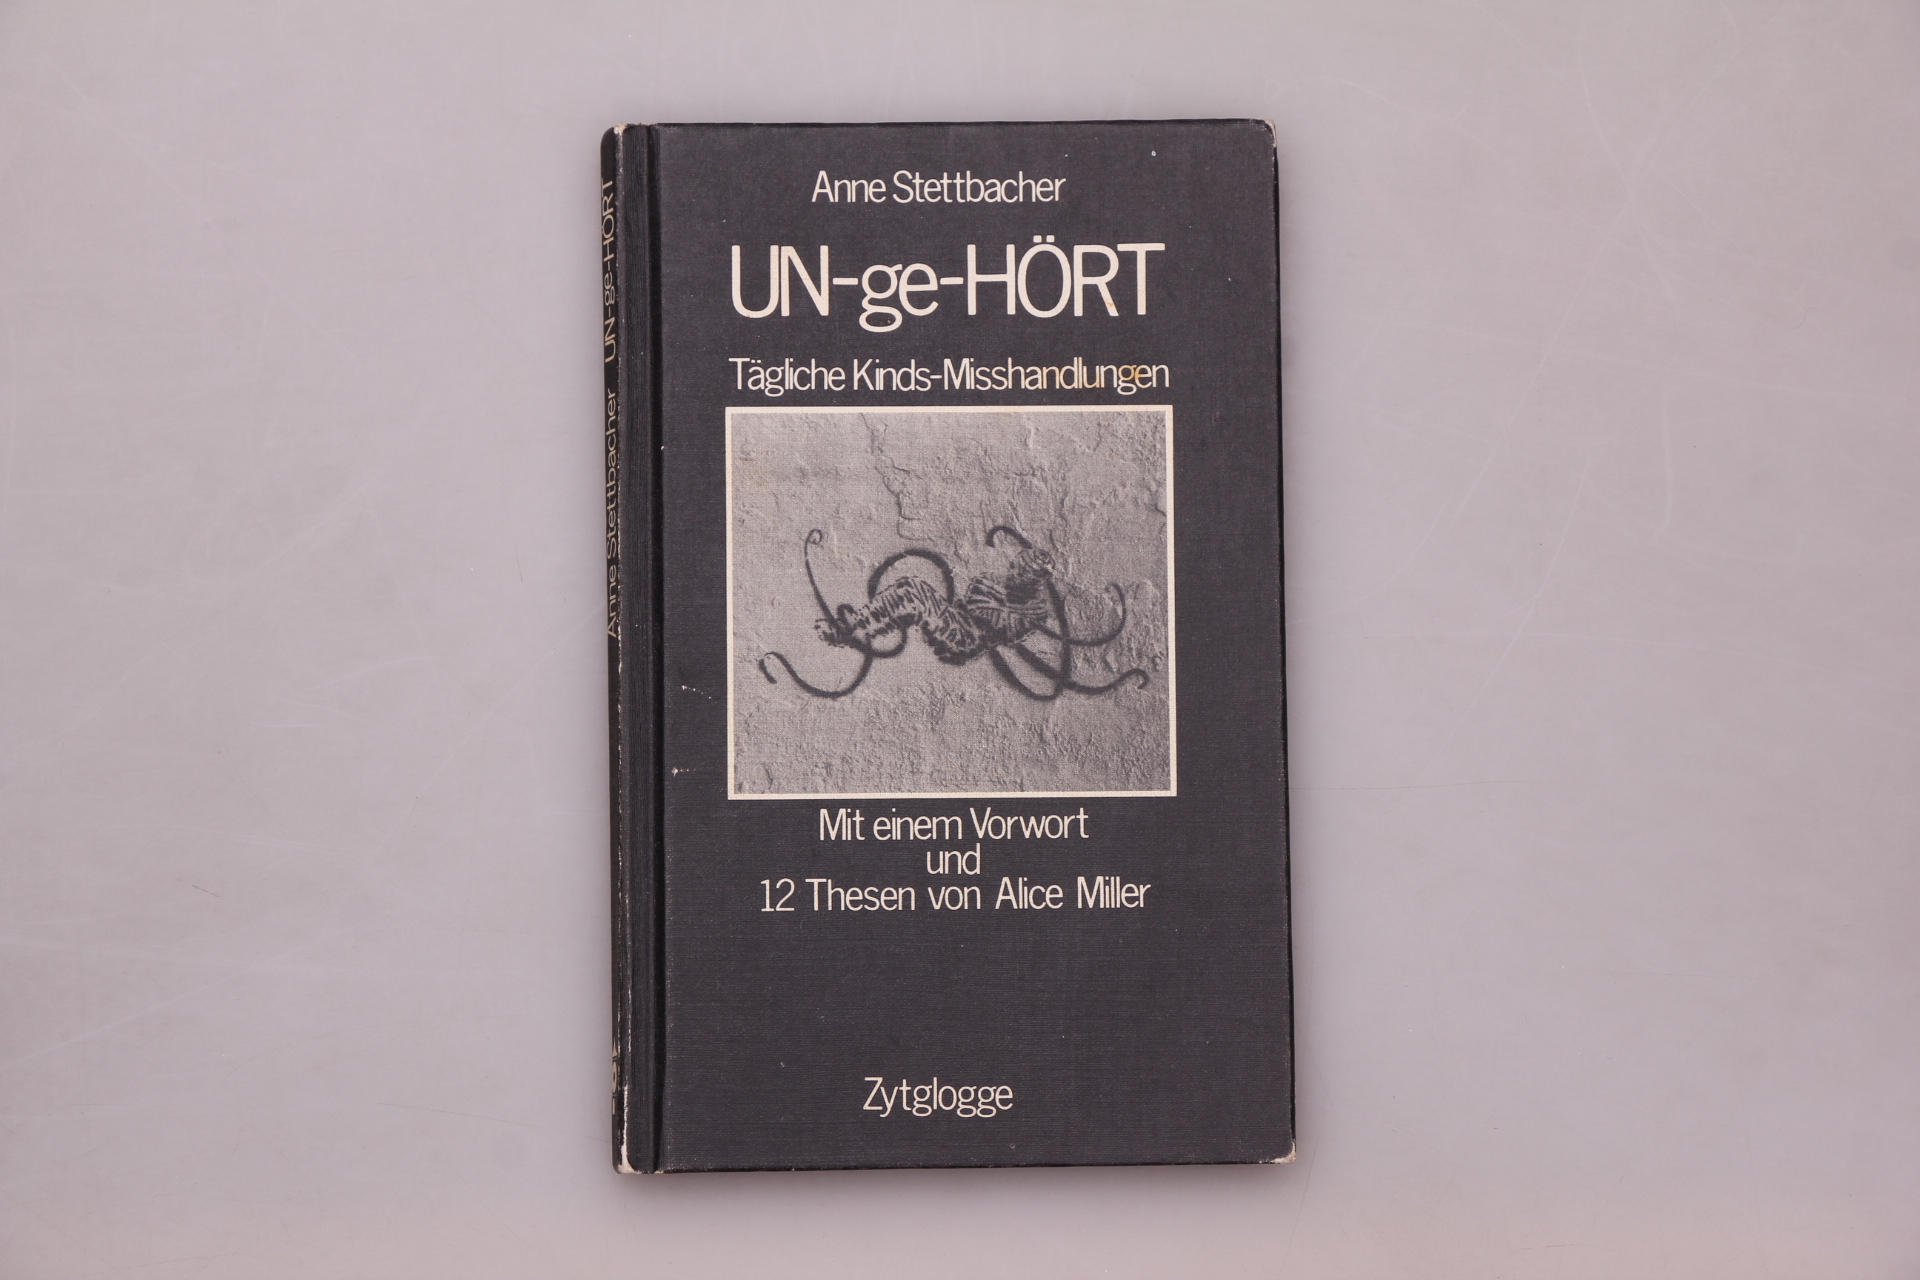 Anne Stettbacher
UN-ge-HÖRT
Tägliche Kinds-Misshandlungen
Mit einem Vorwort
und
12 Thesen von Alice Miller
Zytglogge
Anne Stettbacher UN-ge-HÖRT